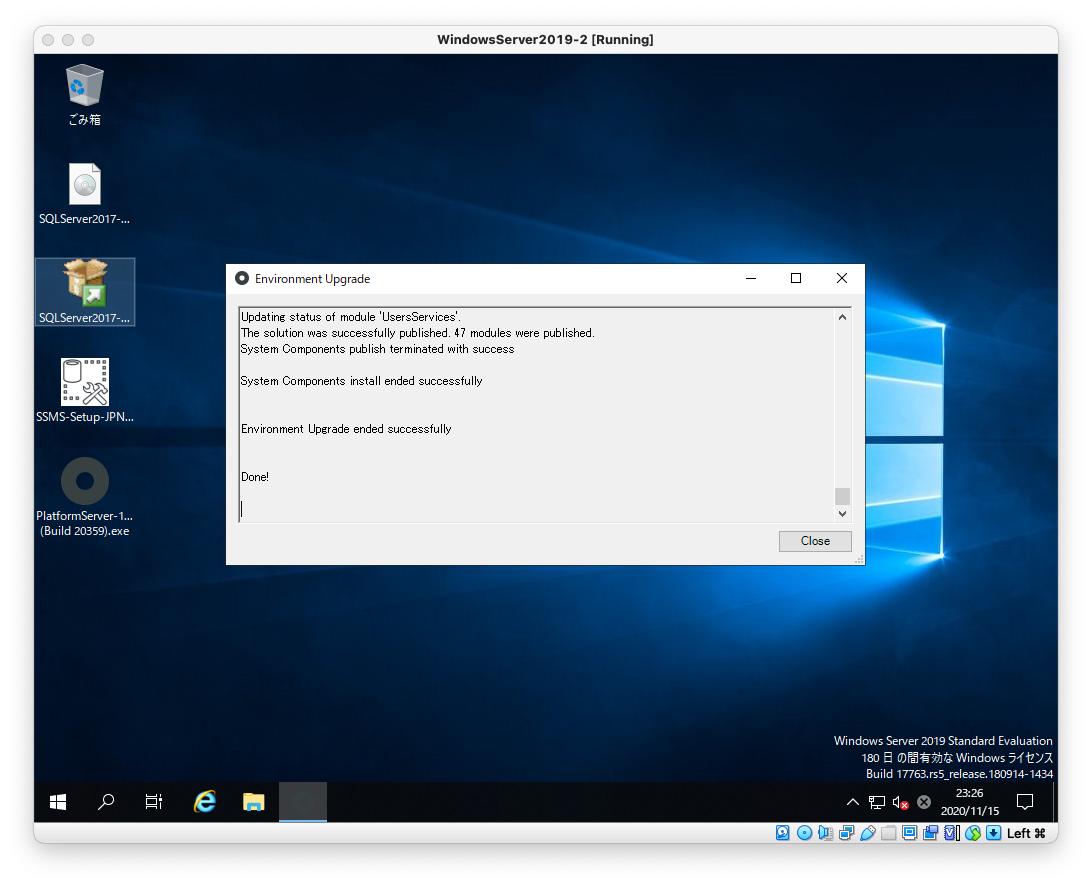 WindowsServer2019-2 [Running]
ごみ箱
SQLServer2017-...
SQLServer2017-...
SSMS-Setup-JPN...
PlatformServer-1...
(Build 20359).exe
Environment Upgrade
Updating status of module 'UsersServices'.
The solution was successfully published. 47 modules were published.
System Components publish terminated with success
System Components install ended successfully
Environment Upgrade ended successfully
Done!
Close
Windows Server 2019 Standard Evaluation
180 日 の間有効な Windows ライセンス
Build 17763.rs5_release.180914-1434
23:26
2020/11/15
Left ⌘